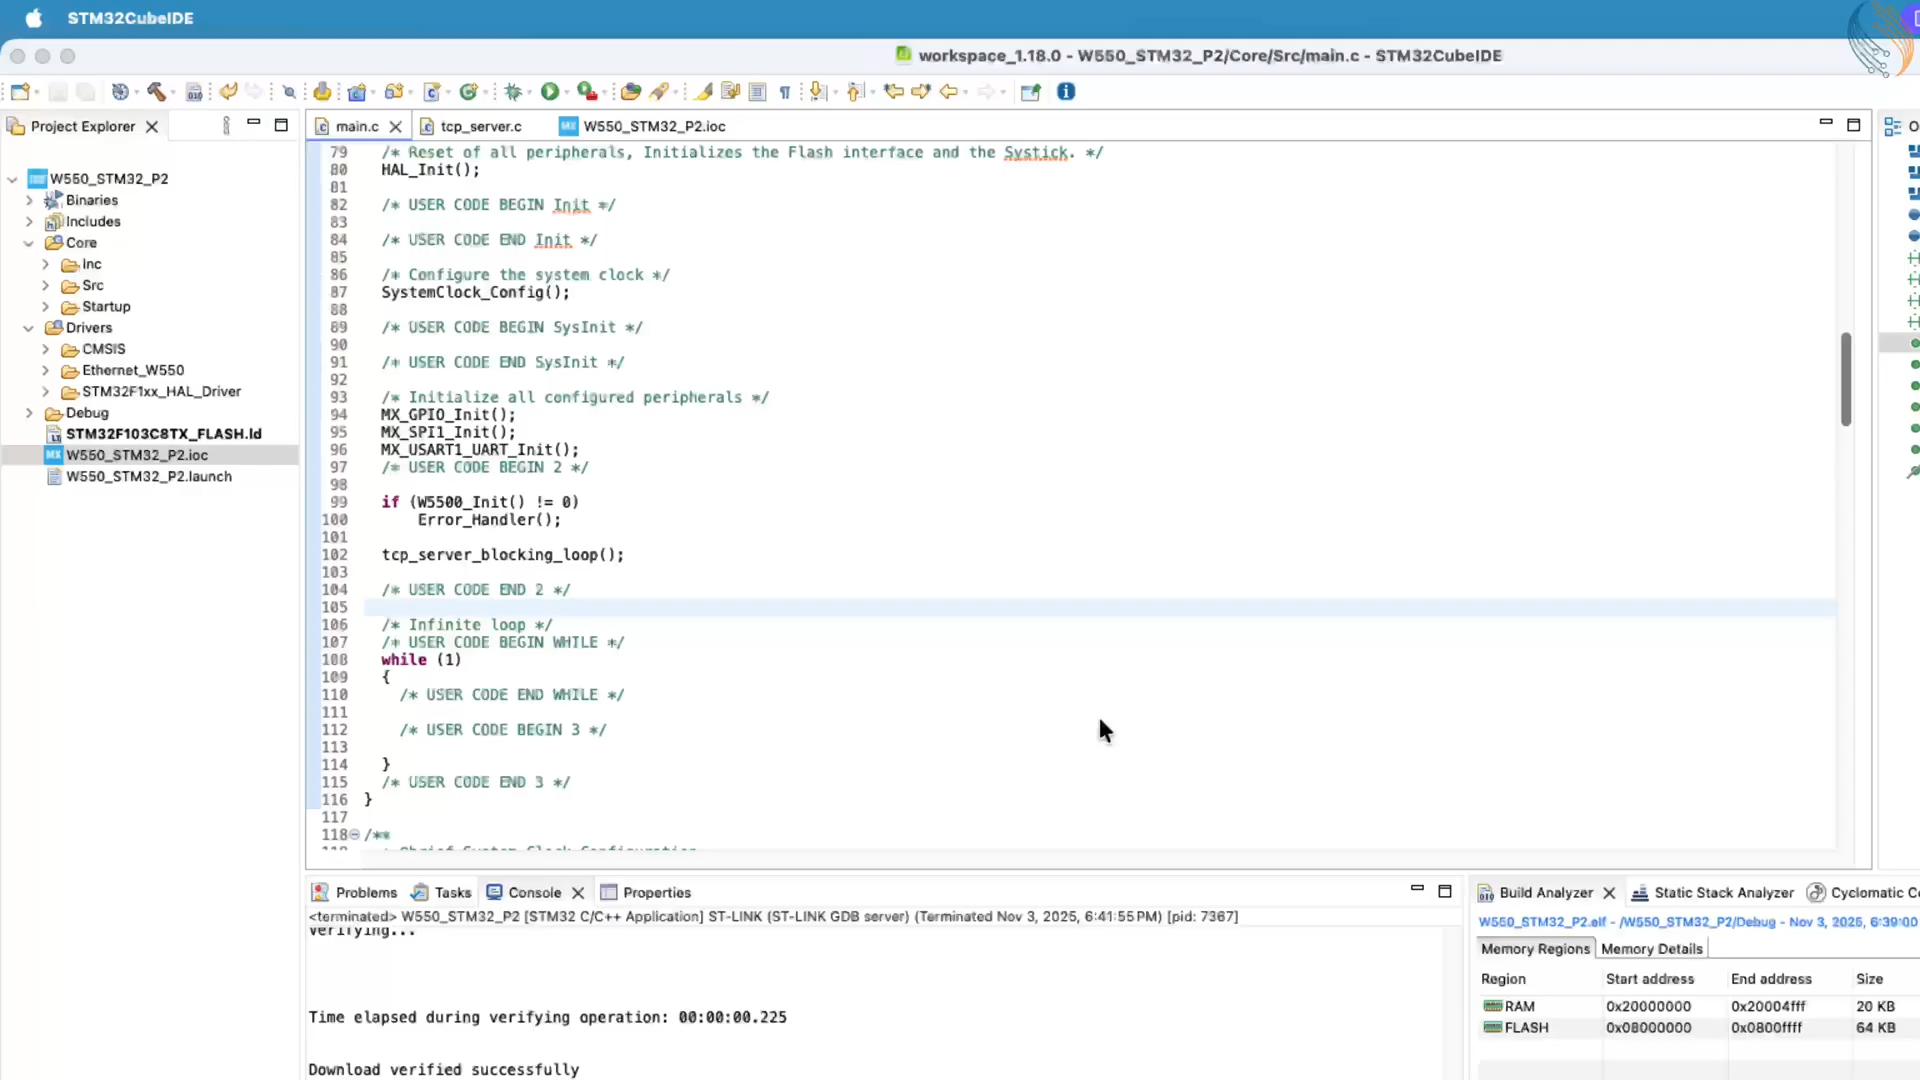 STM32CubeIDE
workspace_1.18.0 - W550_STM32_P2/Core/Src/main.c - STM32CubeIDE
Project Explorer
W550_STM32_P2
Binaries
Includes
Core
Inc
Src
Startup
Drivers
CMSIS
Ethernet_W550
STM32F1xx_HAL_Driver
Debug
STM32F103C8TX_FLASH.ld
W550_STM32_P2.ioc
W550_STM32_P2.launch
main.c
tcp_server.c
W550_STM32_P2.ioc
79 /* Reset of all peripherals, Initializes the Flash interface and the Systick. */
80 HAL_Init();
81
82 /* USER CODE BEGIN Init */
83
84 /* USER CODE END Init */
85
86 /* Configure the system clock */
87 SystemClock_Config();
88
89 /* USER CODE BEGIN SysInit */
90
91 /* USER CODE END SysInit */
92
93 /* Initialize all configured peripherals */
94 MX_GPIO_Init();
95 MX_SPI1_Init();
96 MX_USART1_UART_Init();
97 /* USER CODE BEGIN 2 */
98
99 if (W5500_Init() != 0)
100 Error_Handler();
101
102 tcp_server_blocking_loop();
103
104 /* USER CODE END 2 */
105
106 /* Infinite loop */
107 /* USER CODE BEGIN WHILE */
108 while (1)
109 {
110 /* USER CODE END WHILE */
111
112 /* USER CODE BEGIN 3 */
113
114 }
115 /* USER CODE END 3 */
116 }
117
118 /**
Problems
Tasks
Console
Properties
<terminated> W550_STM32_P2 [STM32 C/C++ Application] ST-LINK (ST-LINK GDB server) (Terminated Nov 3, 2025, 6:41:55 PM) [pid: 7367]
Verifying...
Time elapsed during verifying operation: 00:00:00.225
Download verified successfully
Build Analyzer
Static Stack Analyzer
Cyclomatic Co
W550_STM32_P2.elf - /W550_STM32_P2/Debug - Nov 3, 2025, 6:39:00
Memory Regions
Memory Details
Region Start address End address Size
RAM 0x20000000 0x20004fff 20 KB
FLASH 0x08000000 0x0800ffff 64 KB